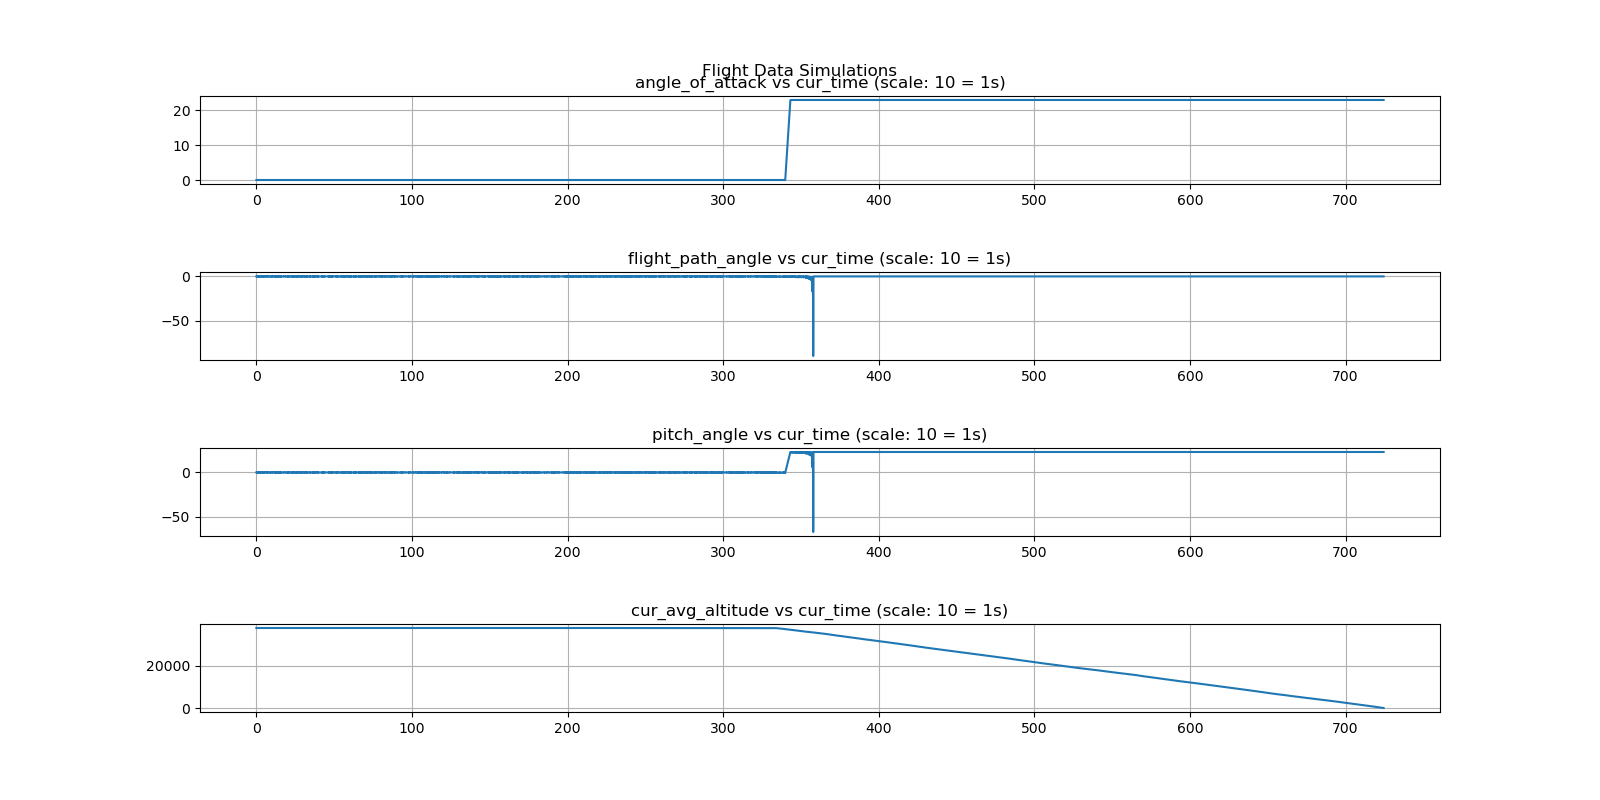 Flight Data Simulations
angle_of_attack vs cur_time (scale: 10 = 1s)
20
10
0
0 100 200 300 400 500 600 700
flight_path_angle vs cur_time (scale: 10 = 1s)
0
−50
0 100 200 300 400 500 600 700
pitch_angle vs cur_time (scale: 10 = 1s)
0
−50
0 100 200 300 400 500 600 700
cur_avg_altitude vs cur_time (scale: 10 = 1s)
20000
0
0 100 200 300 400 500 600 700